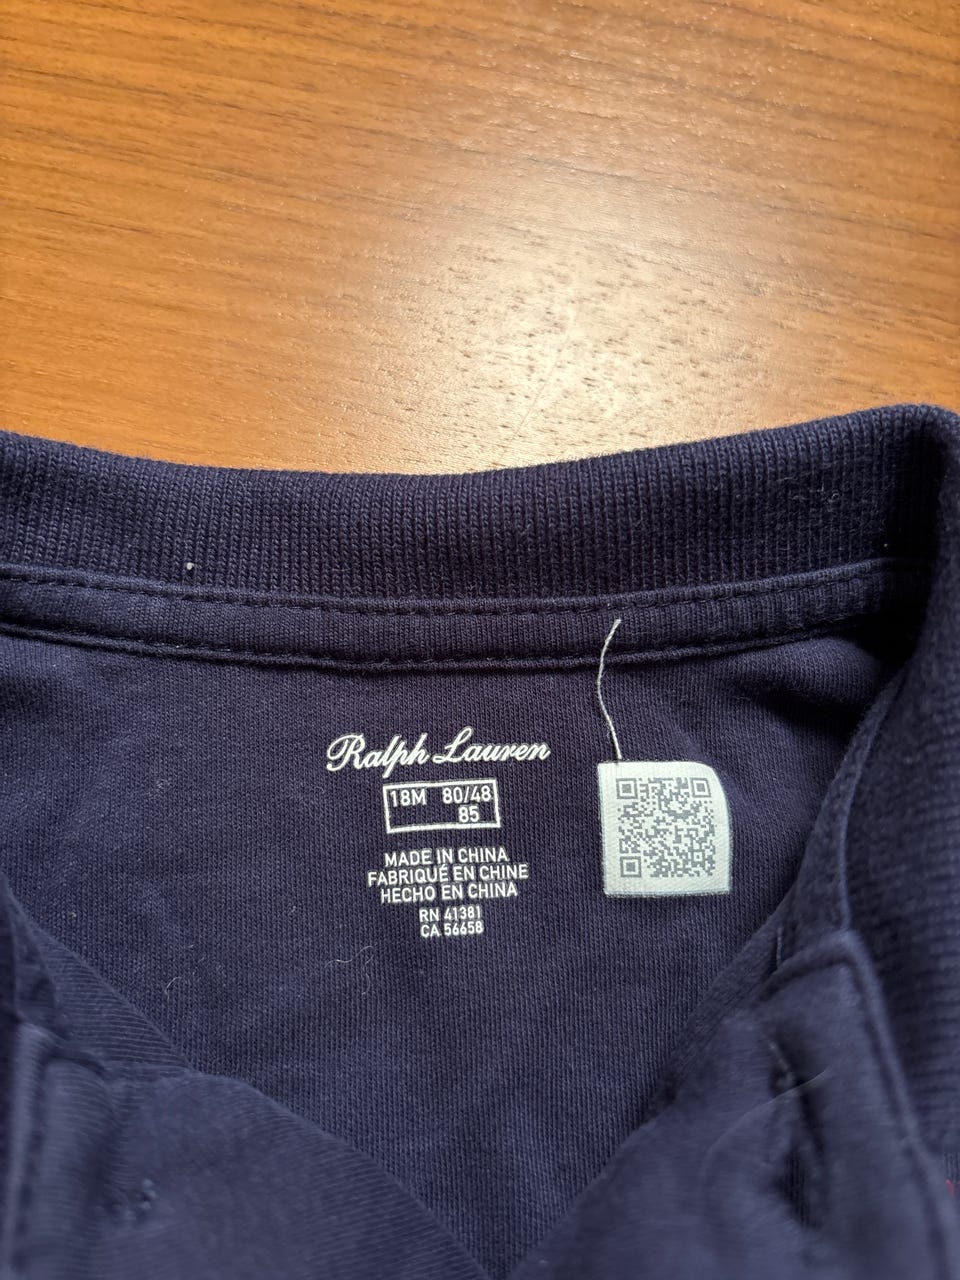 Ralph Lauren
18M 80/48
85
MADE IN CHINA
FABRIQUÉ EN CHINE
HECHO EN CHINA
RN 41381
CA 56658